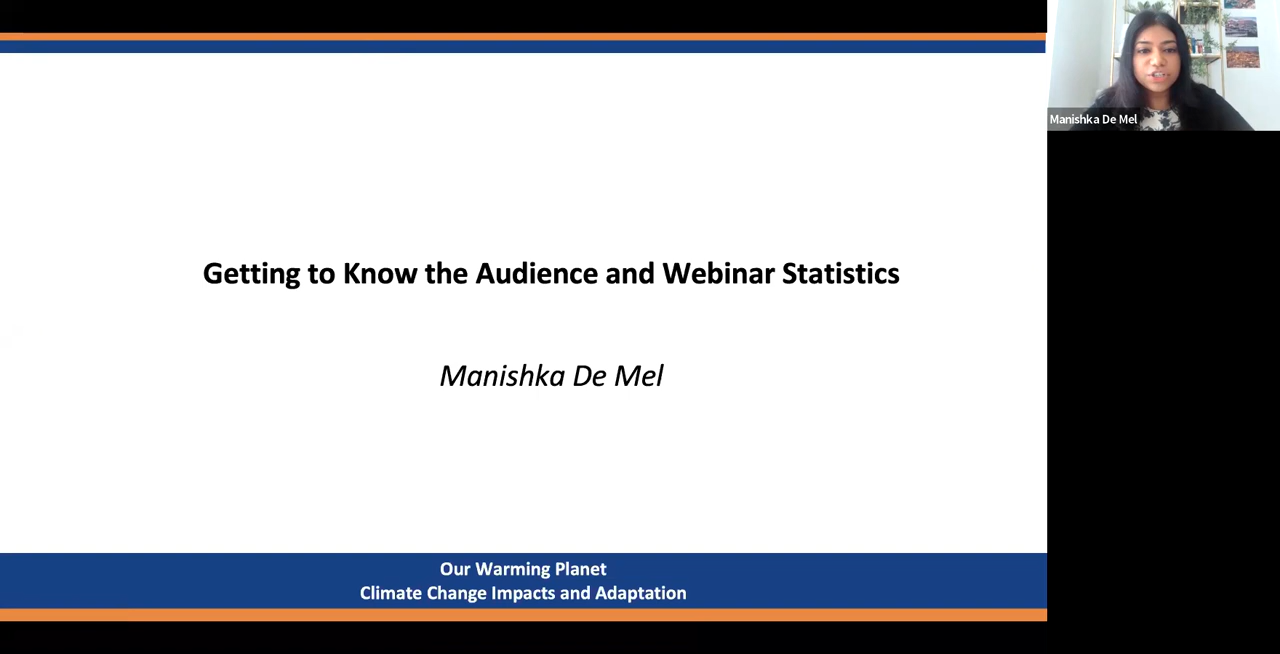 Manishka De Mel
Getting to Know the Audience and Webinar Statistics
Manishka De Mel
Our Warming Planet
Climate Change Impacts and Adaptation